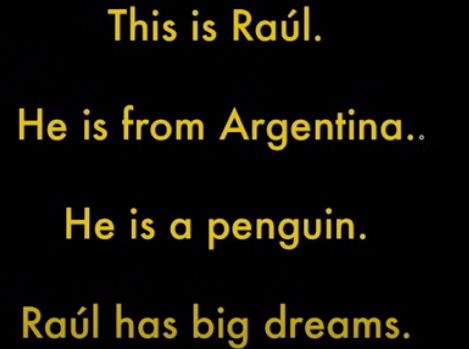 This is Raúl.
He is from Argentina..
He is a penguin.
Raúl has big dreams.